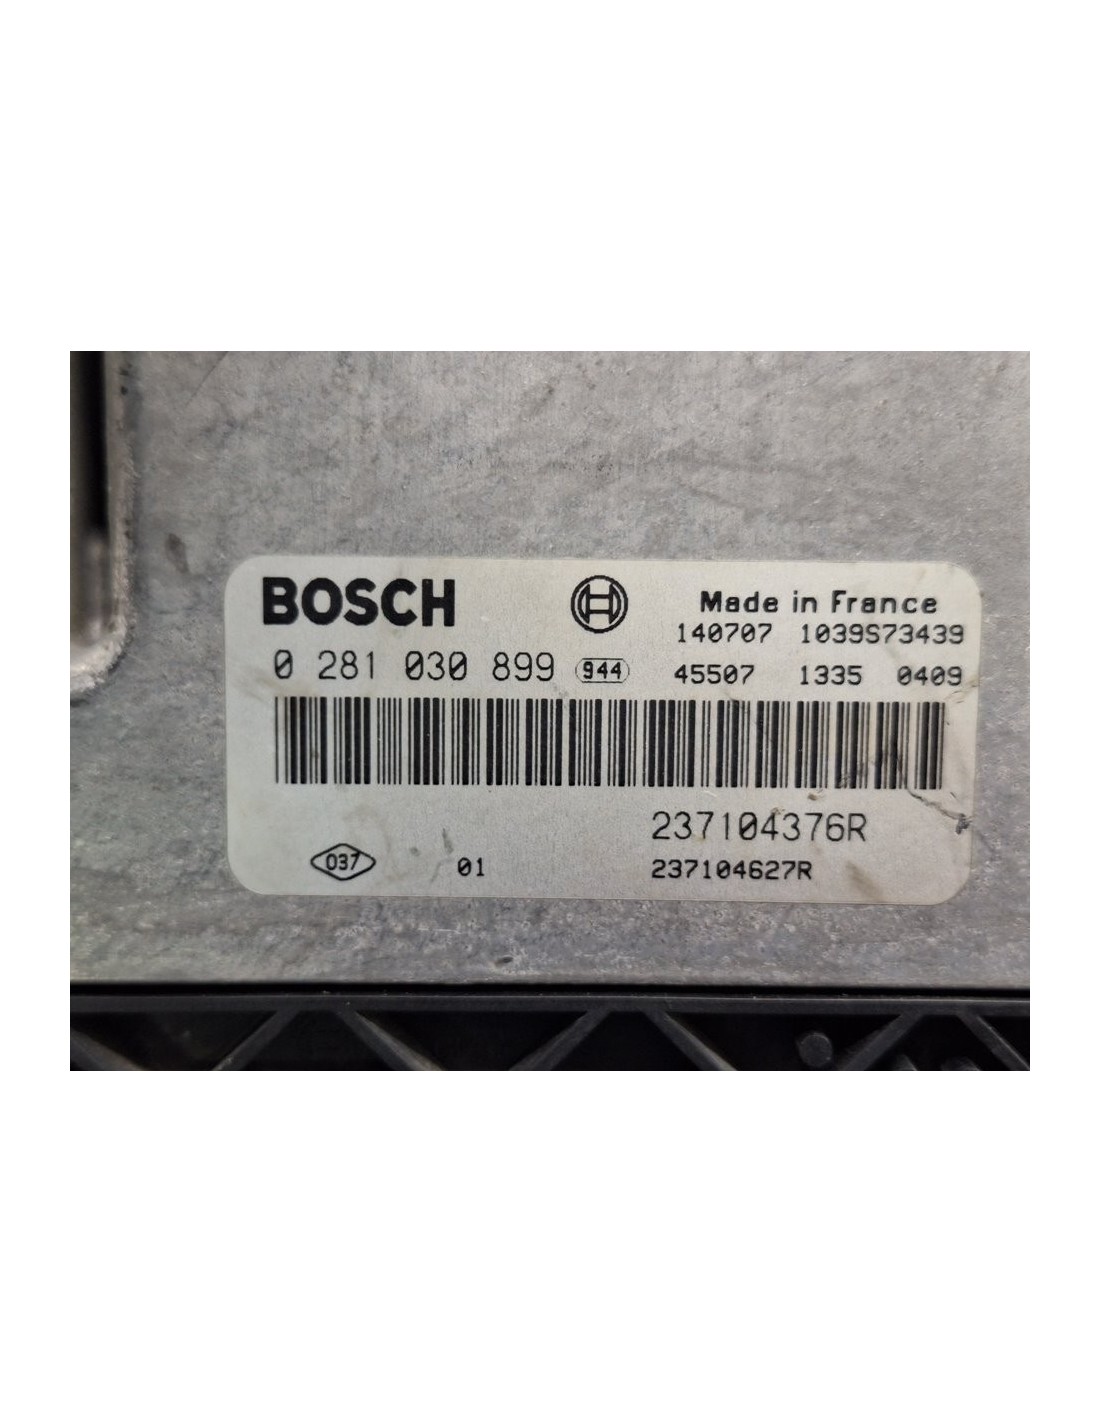 BOSCH
Made in France
140707 1039S73439
0 281 030 899 944 45507 1335 0409
237104376R
037 01 237104627R